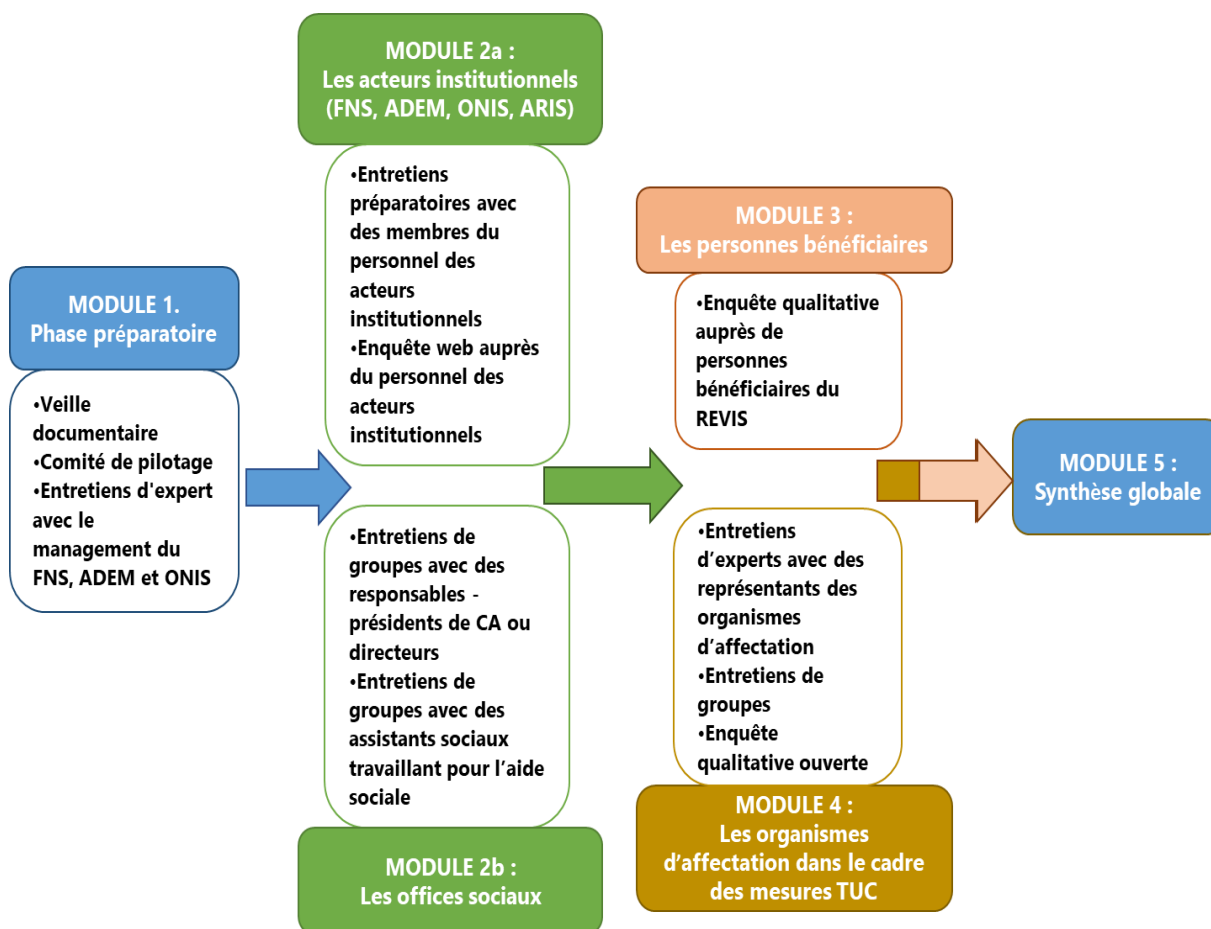 MODULE 1.
Phase préparatoire
•Veille
documentaire
•Comité de pilotage
•Entretiens d'expert
avec le
management du
FNS, ADEM et ONIS
MODULE 2a :
Les acteurs institutionnels
(FNS, ADEM, ONIS, ARIS)
•Entretiens
préparatoires avec
des membres du
personnel des
acteurs
institutionnels
•Enquête web auprès
du personnel des
acteurs
institutionnels
•Entretiens de
groupes avec des
responsables -
présidents de CA ou
directeurs
•Entretiens de
groupes avec des
assistants sociaux
travaillant pour l’aide
sociale
MODULE 2b :
Les offices sociaux
MODULE 3 :
Les personnes bénéficiaires
•Enquête qualitative
auprès de
personnes
bénéficiaires du
REVIS
•Entretiens
d’experts avec des
représentants des
organismes
d’affectation
•Entretiens de
groupes
•Enquête
qualitative ouverte
MODULE 4 :
Les organismes
d’affectation dans le cadre
des mesures TUC
MODULE 5 :
Synthèse globale